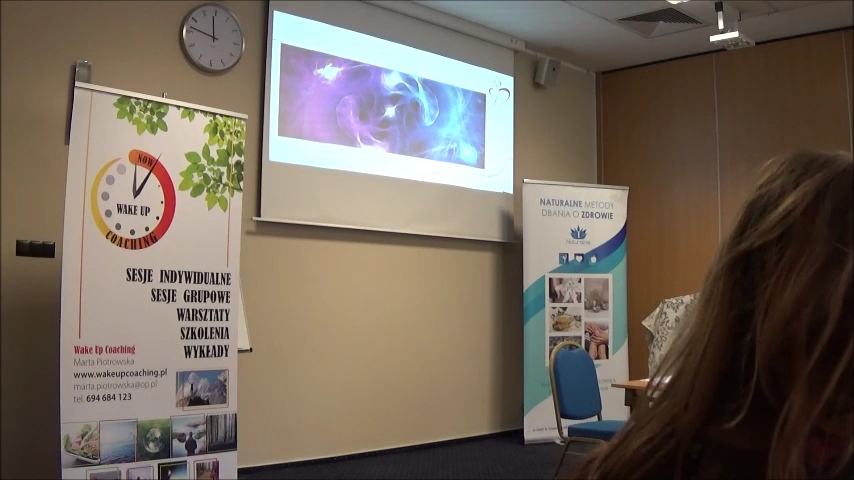 NOW
WAKE UP
COACHING
SESJE INDYWIDUALNE
SESJE GRUPOWE
WARSZTATY
SZKOLENIA
WYKŁADY
Wake Up Coaching
Marta Piotrowska
www.wakeupcoaching.pl
marta.piotrowska@op.pl
tel. 694 684 123
NATURALNE METODY
DBANIA O ZDROWIE